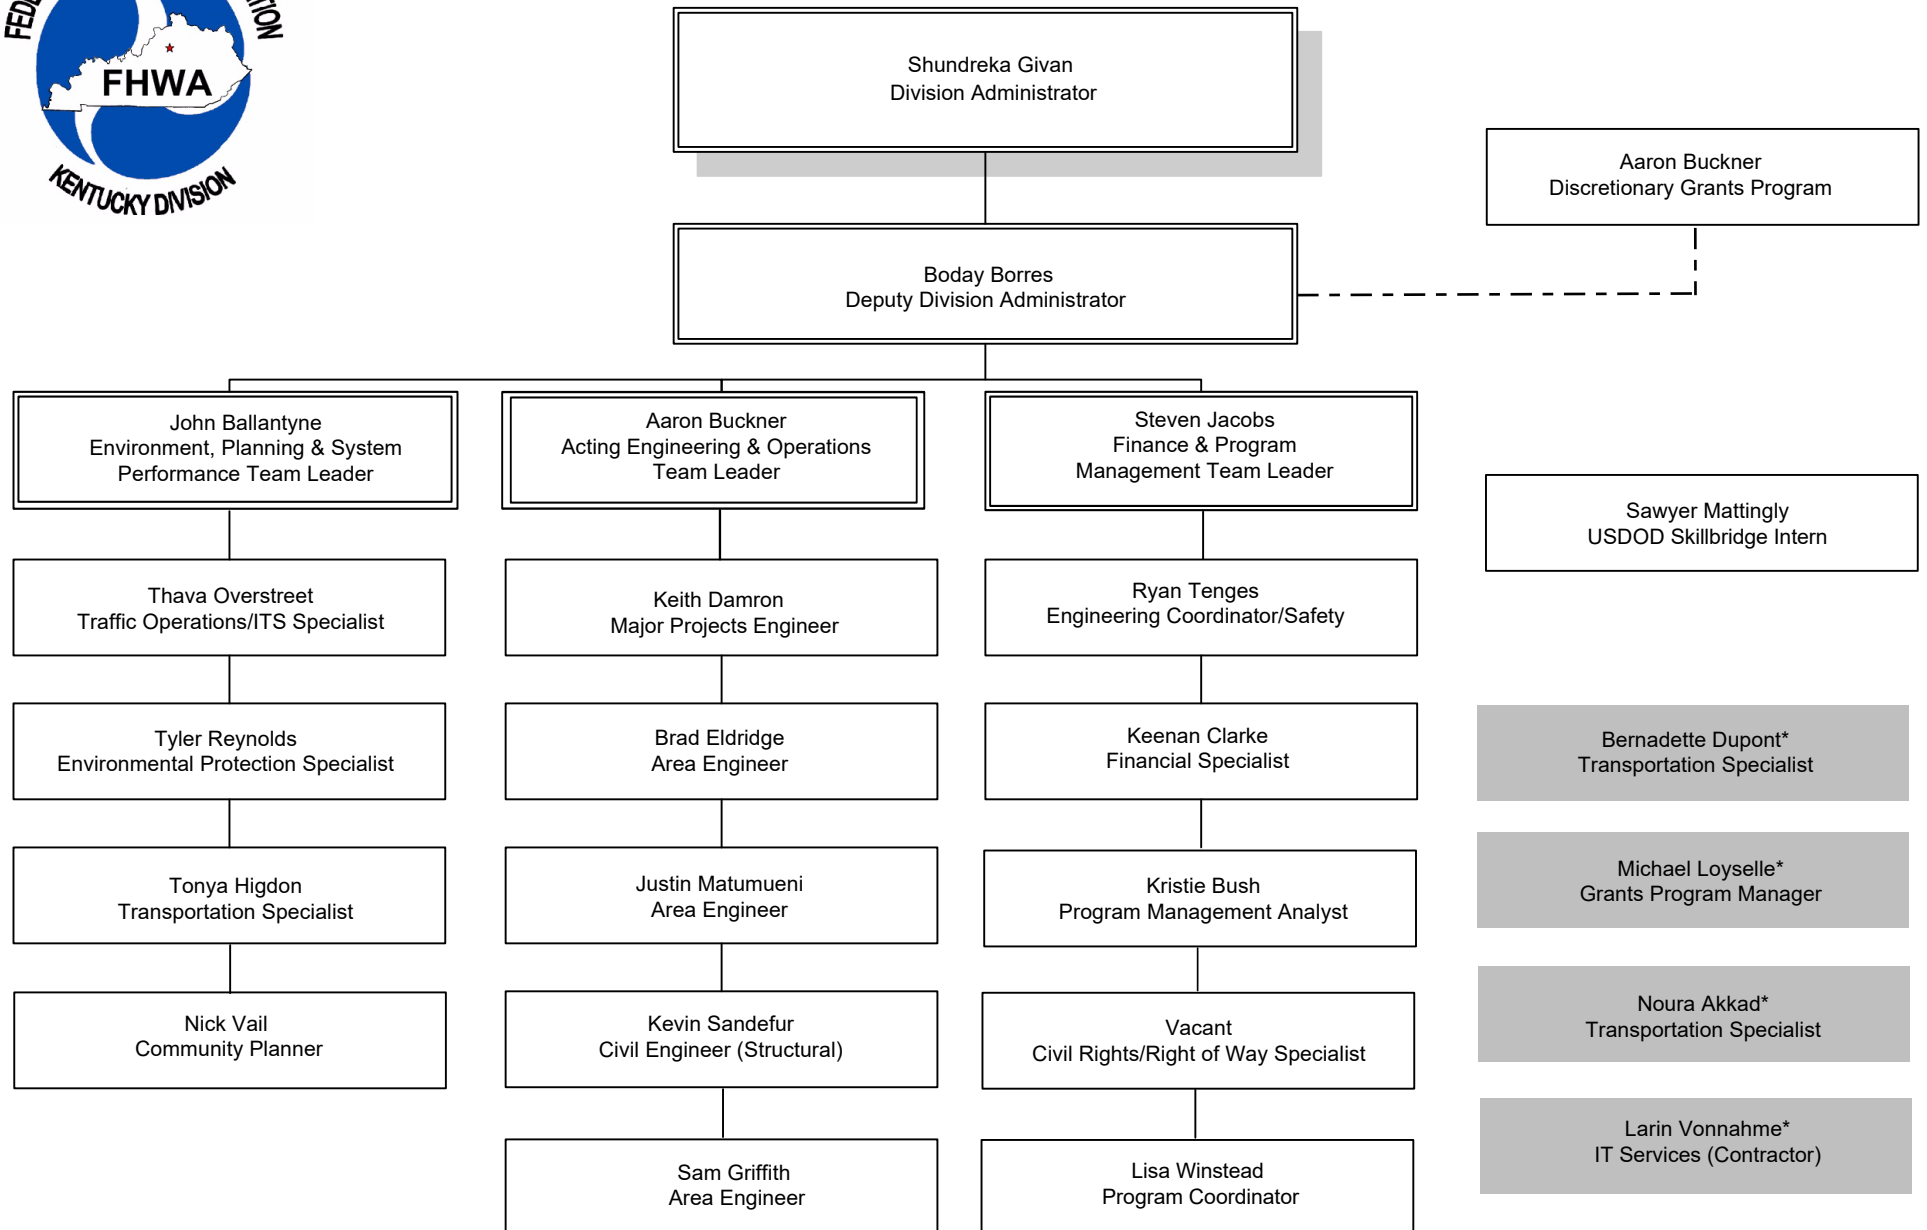 FHWA
KENTUCKY DIVISION
Shundreka Givan
Division Administrator
Aaron Buckner
Discretionary Grants Program
Boday Borres
Deputy Division Administrator
John Ballantyne
Environment, Planning & System
Performance Team Leader
Aaron Buckner
Acting Engineering & Operations
Team Leader
Steven Jacobs
Finance & Program
Management Team Leader
Sawyer Mattingly
USDOD Skillbridge Intern
Thava Overstreet
Traffic Operations/ITS Specialist
Keith Damron
Major Projects Engineer
Ryan Tenges
Engineering Coordinator/Safety
Tyler Reynolds
Environmental Protection Specialist
Brad Eldridge
Area Engineer
Keenan Clarke
Financial Specialist
Bernadette Dupont*
Transportation Specialist
Tonya Higdon
Transportation Specialist
Justin Matumueni
Area Engineer
Kristie Bush
Program Management Analyst
Michael Loyselle*
Grants Program Manager
Nick Vail
Community Planner
Kevin Sandefur
Civil Engineer (Structural)
Vacant
Civil Rights/Right of Way Specialist
Noura Akkad*
Transportation Specialist
Sam Griffith
Area Engineer
Lisa Winstead
Program Coordinator
Larin Vonnahme*
IT Services (Contractor)